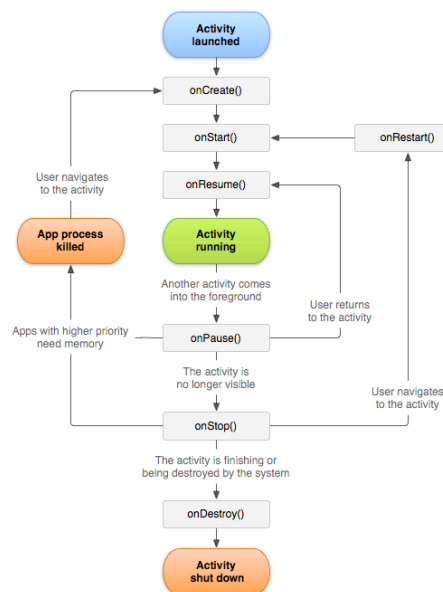 Activity
launched
onCreate()
onStart()
onRestart()
User navigates
to the activity
onResume()
App process
killed
Activity
running
Another activity comes
into the foreground
User returns
to the activity
Apps with higher priority
need memory
onPause()
The activity is
no longer visible
User navigates
to the activity
onStop()
The activity is finishing or
being destroyed by the system
onDestroy()
Activity
shut down